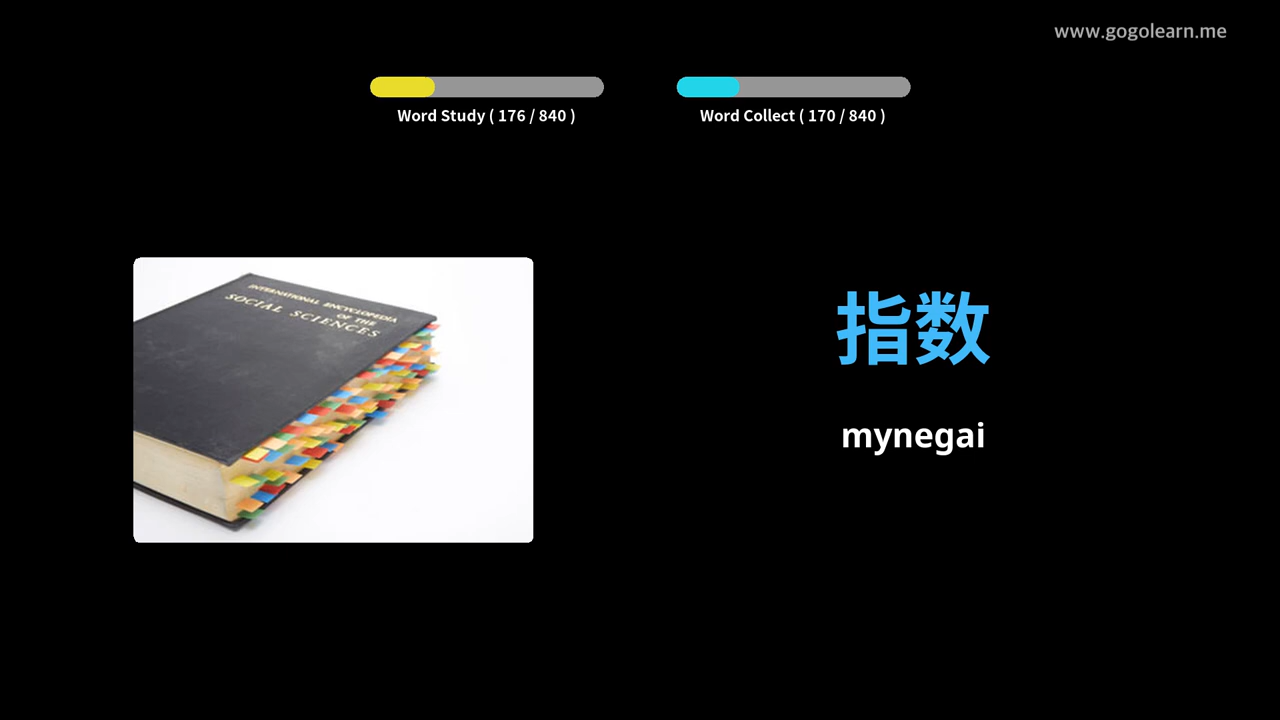 www.gogolearn.me
Word Study ( 176 / 840 )
Word Collect ( 170 / 840 )
INTERNATIONAL ENCYCLOPEDIA
OF THE
SOCIAL SCIENCES
指数
mynegai